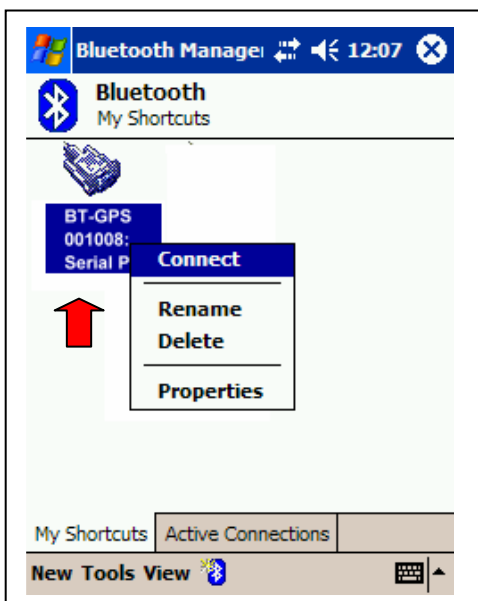 Bluetooth Manager 12:07
Bluetooth
My Shortcuts
BT-GPS
001008:
Serial P
Connect
Rename
Delete
Properties
My Shortcuts Active Connections
New Tools View